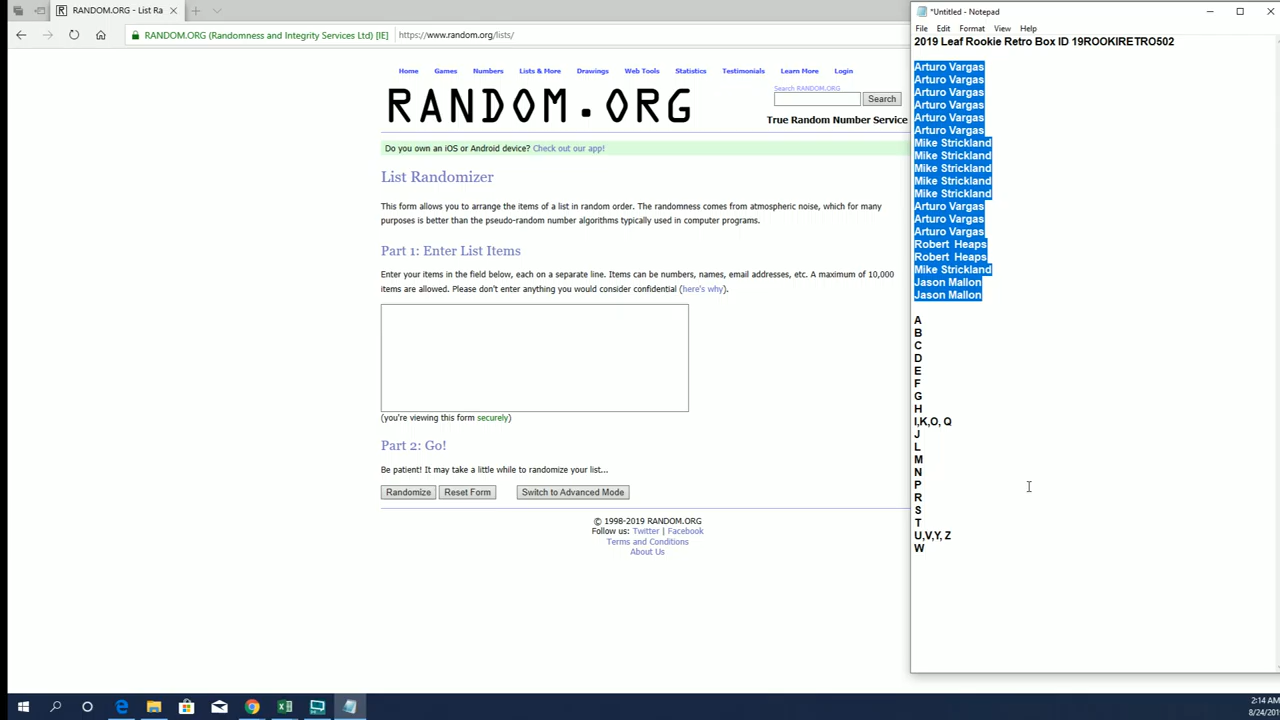 RANDOM.ORG - List Ra
RANDOM.ORG (Randomness and Integrity Services Ltd) [IE]
https://www.random.org/lists/
Home Games Numbers Lists & More Drawings Web Tools Statistics Testimonials Learn More Login
RANDOM.ORG
Search RANDOM.ORG
Search
True Random Number Service
Do you own an iOS or Android device? Check out our app!
List Randomizer
This form allows you to arrange the items of a list in random order. The randomness comes from atmospheric noise, which for many
purposes is better than the pseudo-random number algorithms typically used in computer programs.
Part 1: Enter List Items
Enter your items in the field below, each on a separate line. Items can be numbers, names, email addresses, etc. A maximum of 10,000
items are allowed. Please don't enter anything you would consider confidential (here's why).
(you're viewing this form securely)
Part 2: Go!
Be patient! It may take a little while to randomize your list...
Randomize Reset Form Switch to Advanced Mode
© 1998-2019 RANDOM.ORG
Follow us: Twitter | Facebook
Terms and Conditions
About Us
*Untitled - Notepad
File Edit Format View Help
2019 Leaf Rookie Retro Box ID 19ROOKIRETRO502
Arturo Vargas
Arturo Vargas
Arturo Vargas
Arturo Vargas
Arturo Vargas
Arturo Vargas
Mike Strickland
Mike Strickland
Mike Strickland
Mike Strickland
Mike Strickland
Arturo Vargas
Arturo Vargas
Arturo Vargas
Robert Heaps
Robert Heaps
Mike Strickland
Jason Mallon
Jason Mallon
A
B
C
D
E
F
G
H
I,K,O, Q
J
L
M
N
P
R
S
T
U,V,Y, Z
W
2:14 AM
8/24/201